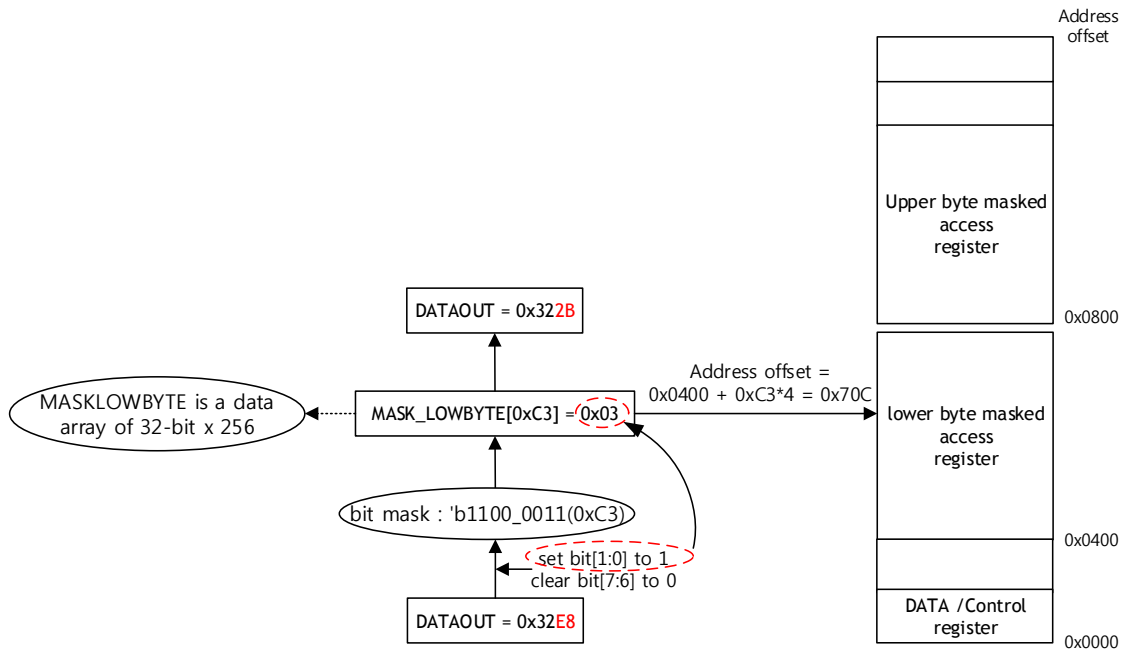 Address
offset
Upper byte masked
access
register
DATAOUT = 0x322B
0x0800
Address offset =
0x0400 + 0xC3*4 = 0x70C
MASKLOWBYTE is a data
array of 32-bit x 256
MASK_LOWBYTE[0xC3] = 0x03
lower byte masked
access
register
bit mask : 'b1100_0011(0xC3)
set bit[1:0] to 1
clear bit[7:6] to 0
0x0400
DATAOUT = 0x32E8
DATA /Control
register
0x0000